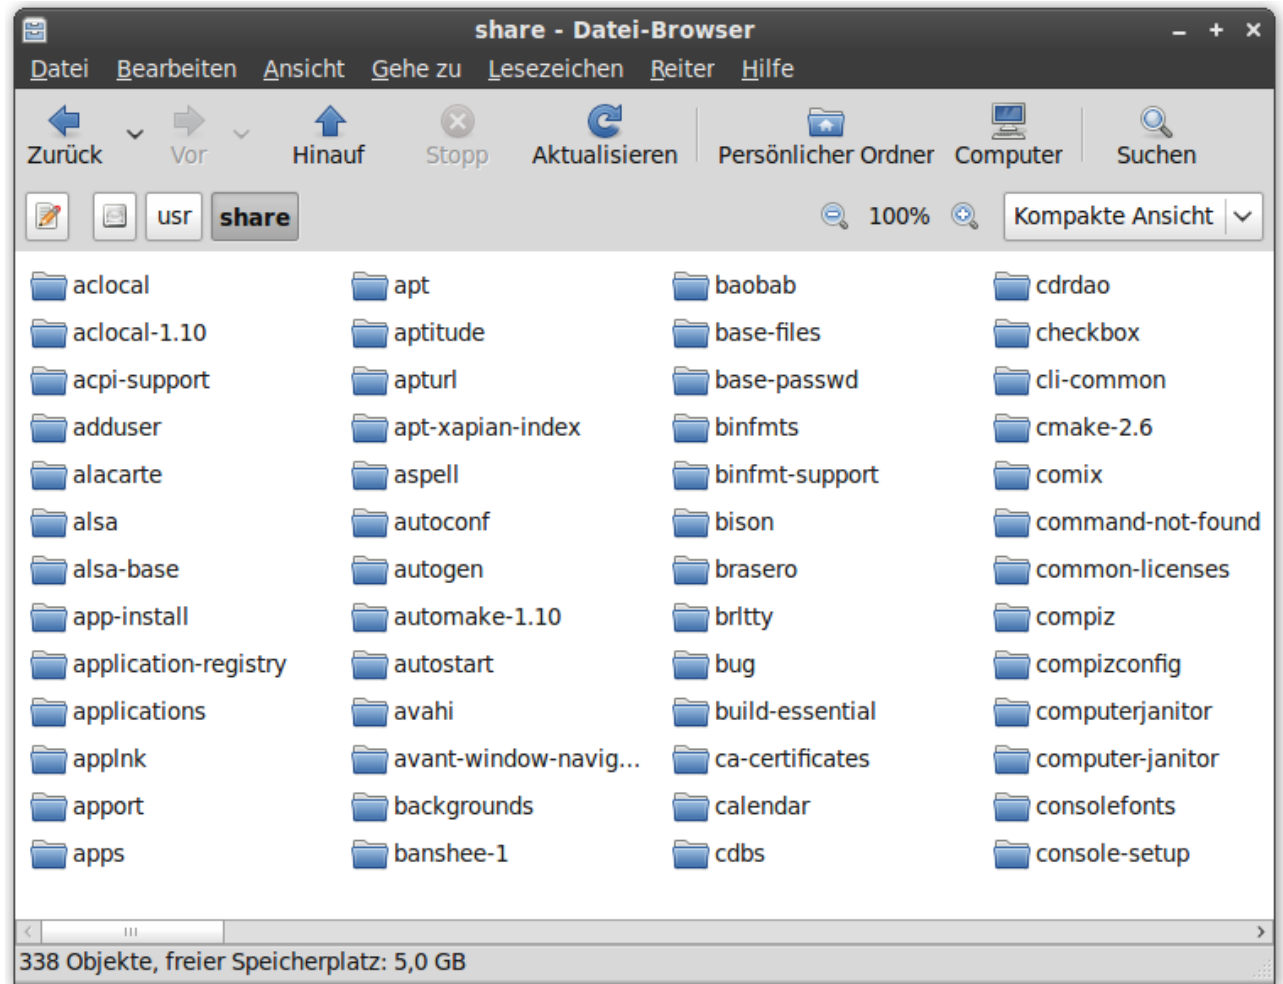 share - Datei-Browser
Datei Bearbeiten Ansicht Gehe zu Lesezeichen Reiter Hilfe
Zurück Vor Hinauf Stopp Aktualisieren Persönlicher Ordner Computer Suchen
usr share 100% Kompakte Ansicht
aclocal apt baobab cdrdao
aclocal-1.10 aptitude base-files checkbox
acpi-support apturl base-passwd cli-common
adduser apt-xapian-index binfmts cmake-2.6
alacarte aspell binfmt-support comix
alsa autoconf bison command-not-found
alsa-base autogen brasero common-licenses
app-install automake-1.10 brltty compiz
application-registry autostart bug compizconfig
applications avahi build-essential computerjanitor
applnk avant-window-navig... ca-certificates computer-janitor
apport backgrounds calendar consolefonts
apps banshee-1 cdbs console-setup
338 Objekte, freier Speicherplatz: 5,0 GB